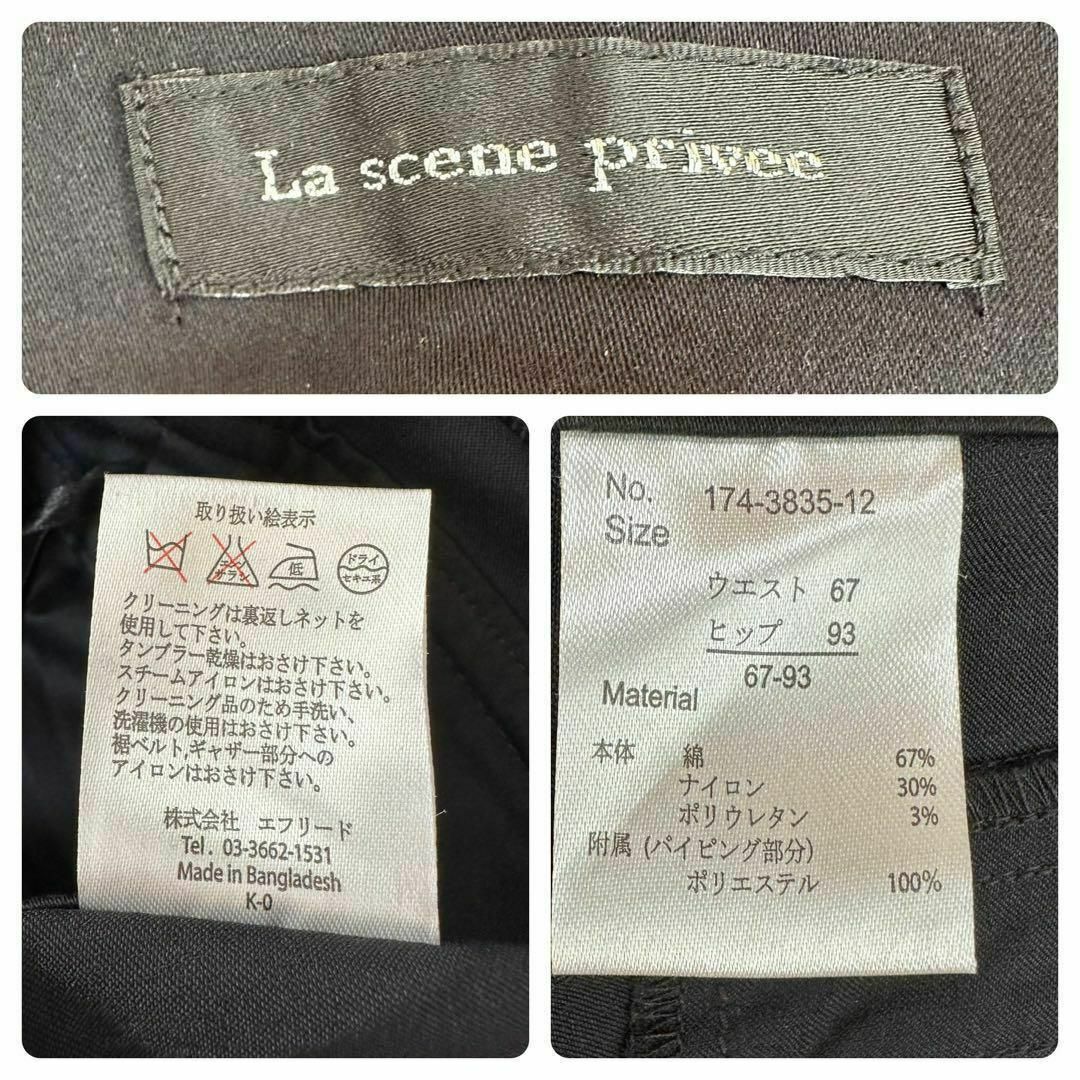 La scene privee
取り扱い絵表示
エンソ
サラシ
低
ドライ
セキユ系
クリーニングは裏返しネットを
使用して下さい。
タンブラー乾燥はおさけ下さい。
スチームアイロンはおさけ下さい。
クリーニング品のため手洗い、
洗濯機の使用はおさけ下さい。
裾ベルト,ギャザー部分への
アイロンはおさけ下さい。
株式会社 エフリード
Tel. 03-3662-1531
Made in Bangladesh
K-0
No. 174-3835-12
Size
ウエスト 67
ヒップ 93
67-93
Material
本体 綿 67%
ナイロン 30%
ポリウレタン 3%
附属 (パイピング部分)
ポリエステル 100%